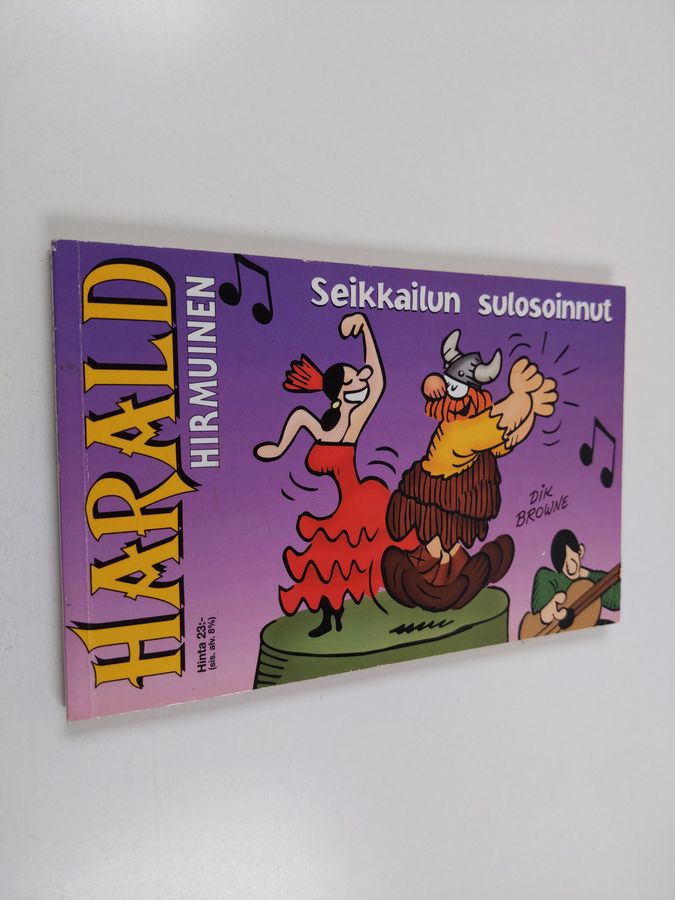 HARALD
HIRMUINEN
Seikkailun sulosoinnut
DIK
BROWNE
Hinta 23:-
(sis. alv. 8%)